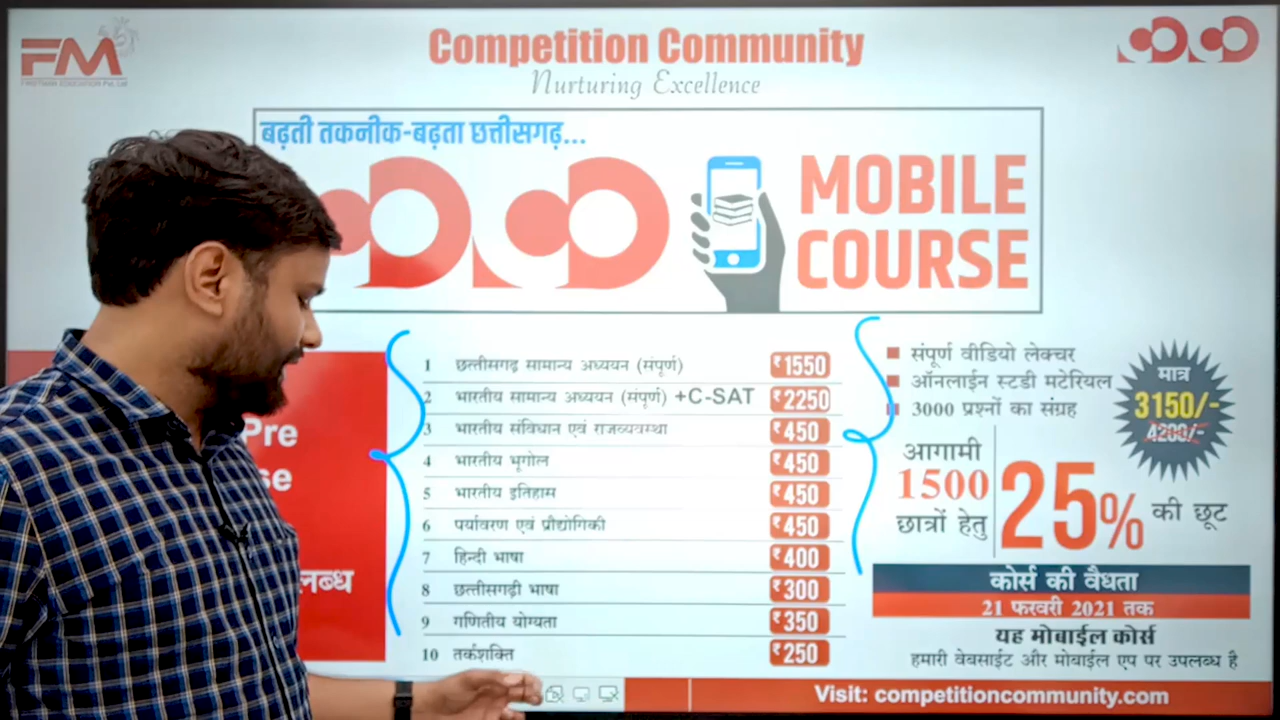 FM
Competition Community
Nurturing Excellence
बढ़ती तकनीक-बढ़ता छत्तीसगढ़...
MOBILE
COURSE
Pre
se
लब्ध
1 छत्तीसगढ़ सामान्य अध्ययन (संपूर्ण) ₹1550
2 भारतीय सामान्य अध्ययन (संपूर्ण) +C-SAT ₹2250
3 भारतीय संविधान एवं राजव्यवस्था ₹450
4 भारतीय भूगोल ₹450
5 भारतीय इतिहास ₹450
6 पर्यावरण एवं प्रौद्योगिकी ₹450
7 हिन्दी भाषा ₹400
8 छत्तीसगढ़ी भाषा ₹300
9 गणितीय योग्यता ₹350
10 तर्कशक्ति ₹250
संपूर्ण वीडियो लेक्चर
ऑनलाईन स्टडी मटेरियल
3000 प्रश्नों का संग्रह
मात्र
3150/-
4200/-
आगामी
1500
छात्रों हेतु
25% की छूट
कोर्स की वैधता
21 फरवरी 2021 तक
यह मोबाईल कोर्स
हमारी वेबसाईट और मोबाईल एप पर उपलब्ध है
Visit: competitioncommunity.com